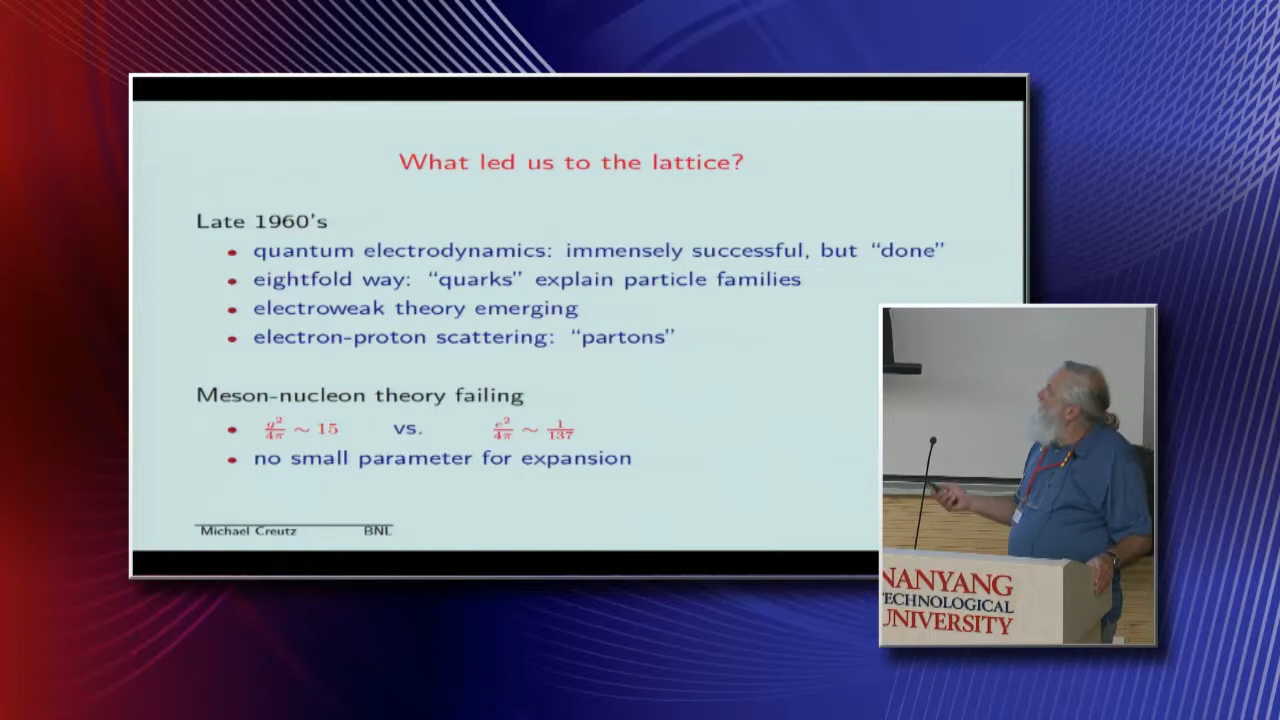 What led us to the lattice?
Late 1960's
• quantum electrodynamics: immensely successful, but “done”
• eightfold way: “quarks” explain particle families
• electroweak theory emerging
• electron-proton scattering: “partons”
Meson-nucleon theory failing
• g²/4π ∼ 15 vs. e²/4π ∼ 1/137
• no small parameter for expansion
Michael Creutz BNL
NANYANG
TECHNOLOGICAL
UNIVERSITY